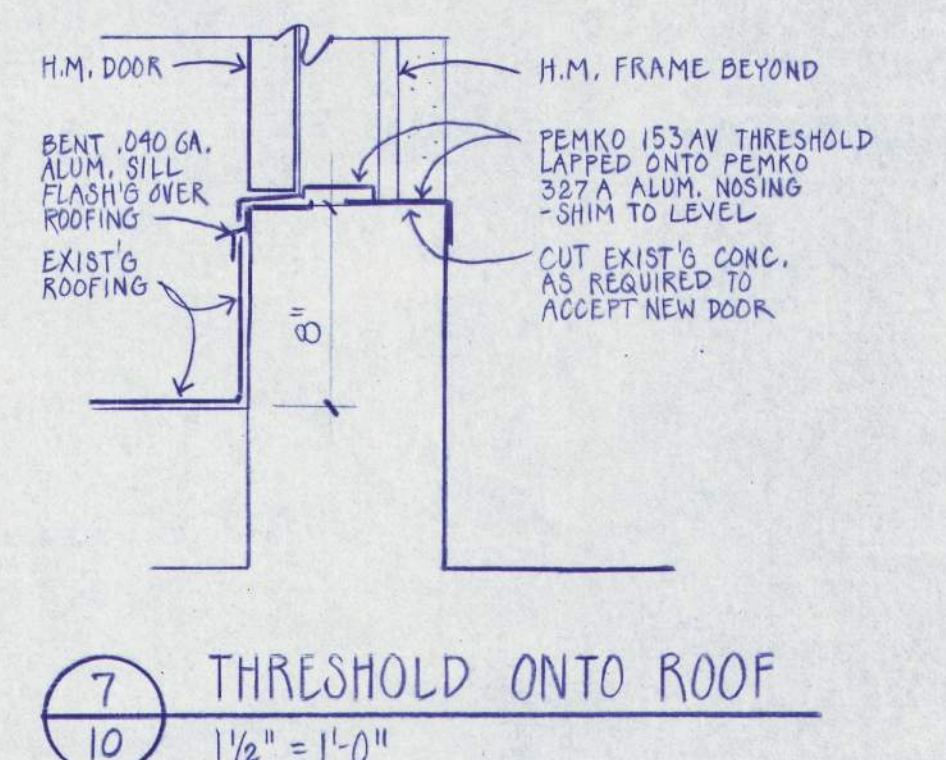 H.M. DOOR
BENT .040 GA.
ALUM. SILL
FLASH'G OVER
ROOFING
EXIST'G
ROOFING
H.M. FRAME BEYOND
PEMKO 153AV THRESHOLD
LAPPED ONTO PEMKO
327A ALUM. NOSING
-SHIM TO LEVEL
CUT EXIST'G CONC.
AS REQUIRED TO
ACCEPT NEW DOOR
8"
7
10
THRESHOLD ONTO ROOF
1 1/2" = 1'-0"